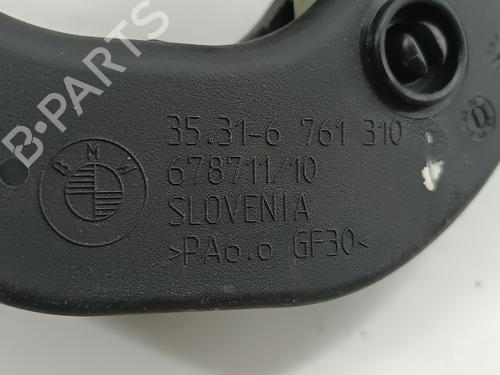 35.31-6 761 310
678711/10
BMW
SLOVENIA
>PA6.6 GF30<
B-PARTS